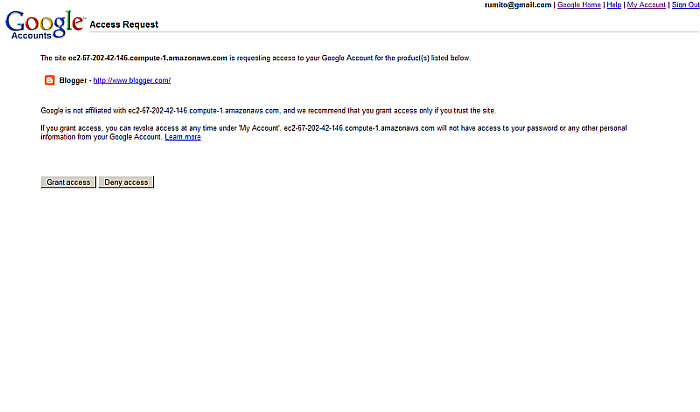 rumito@gmail.com | Google Home | Help | My Account | Sign Out
Google™
Accounts
Access Request
The site ec2-67-202-42-146.compute-1.amazonaws.com is requesting access to your Google Account for the product(s) listed below.
Blogger - http://www.blogger.com/
Google is not affiliated with ec2-67-202-42-146.compute-1.amazonaws.com, and we recommend that you grant access only if you trust the site.
If you grant access, you can revoke access at any time under 'My Account'. ec2-67-202-42-146.compute-1.amazonaws.com will not have access to your password or any other personal
information from your Google Account. Learn more
Grant access
Deny access